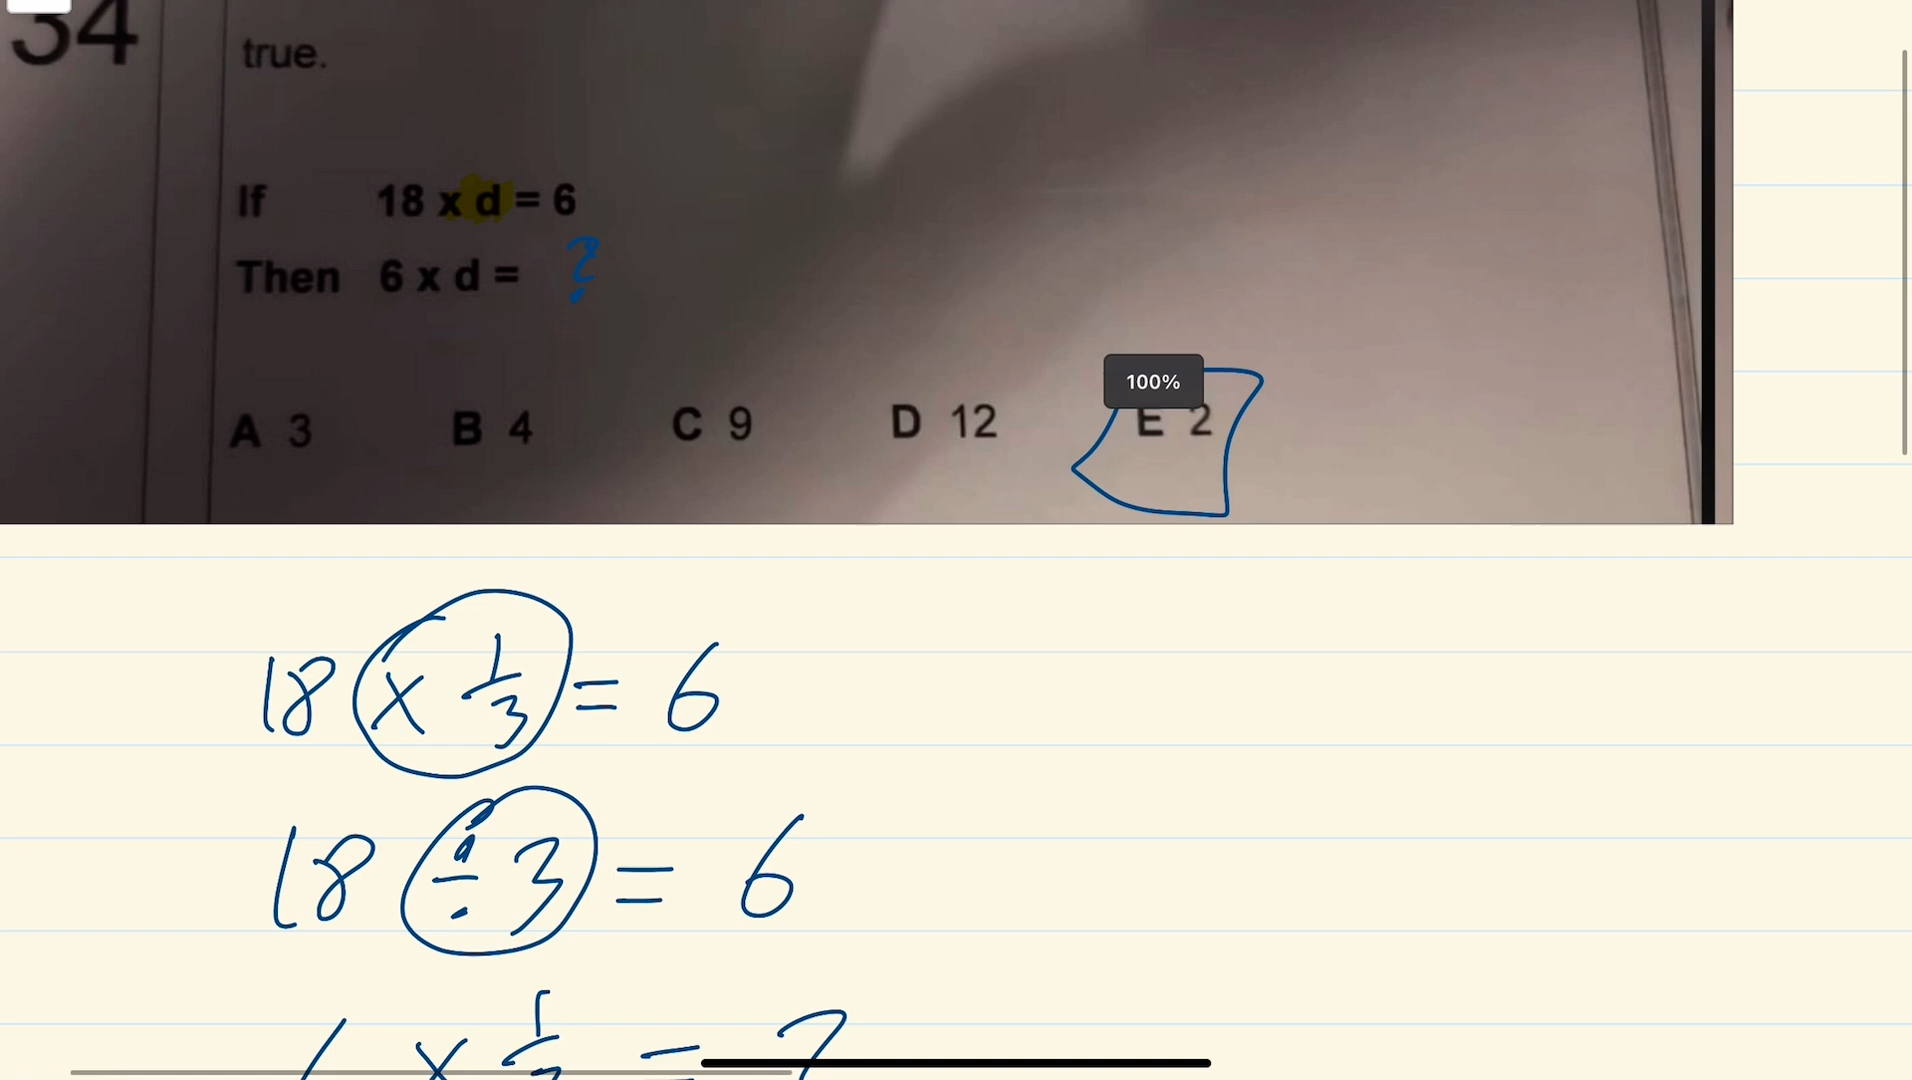 34
true.
If 18 x d = 6
Then 6 x d = ?
100%
A 3 B 4 C 9 D 12 E 2
18 x 1/3 = 6
18 ÷ 3 = 6